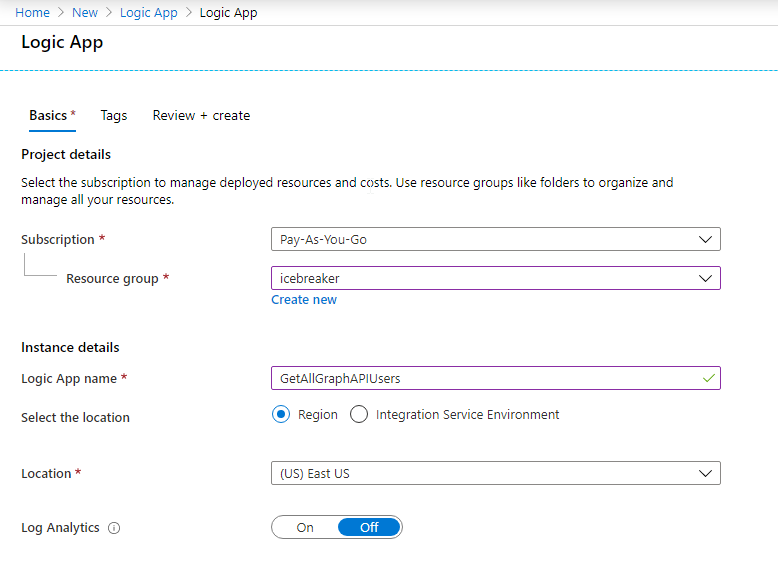 Home > New > Logic App > Logic App
Logic App
Basics * Tags Review + create
Project details
Select the subscription to manage deployed resources and costs. Use resource groups like folders to organize and
manage all your resources.
Subscription * Pay-As-You-Go
Resource group * icebreaker
Create new
Instance details
Logic App name * GetAllGraphAPIUsers
Select the location Region Integration Service Environment
Location * (US) East US
Log Analytics On Off